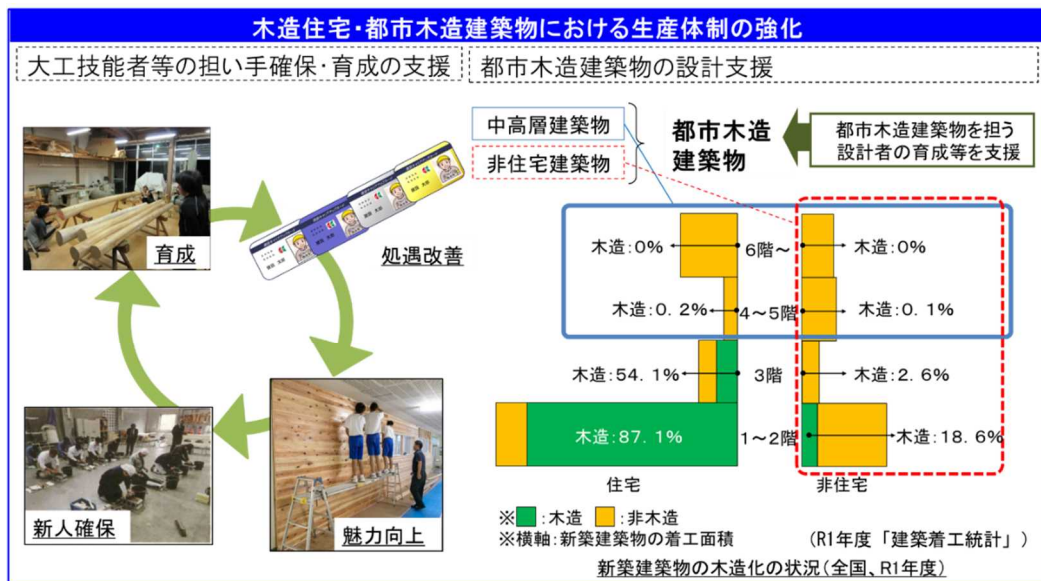 木造住宅・都市木造建築物における生産体制の強化
大工技能者等の担い手確保・育成の支援
育成
処遇改善
新人確保
魅力向上
都市木造建築物の設計支援
中高層建築物
非住宅建築物
都市木造
建築物
都市木造建築物を担う
設計者の育成等を支援
木造:0%
6階～
木造:0%
木造:0.2%
4～5階
木造:0.1%
木造:54.1%
3階
木造:2.6%
木造:87.1%
1～2階
木造:18.6%
住宅
非住宅
※ :木造 :非木造
※横軸:新築建築物の着工面積
(R1年度「建築着工統計」)
新築建築物の木造化の状況(全国、R1年度)